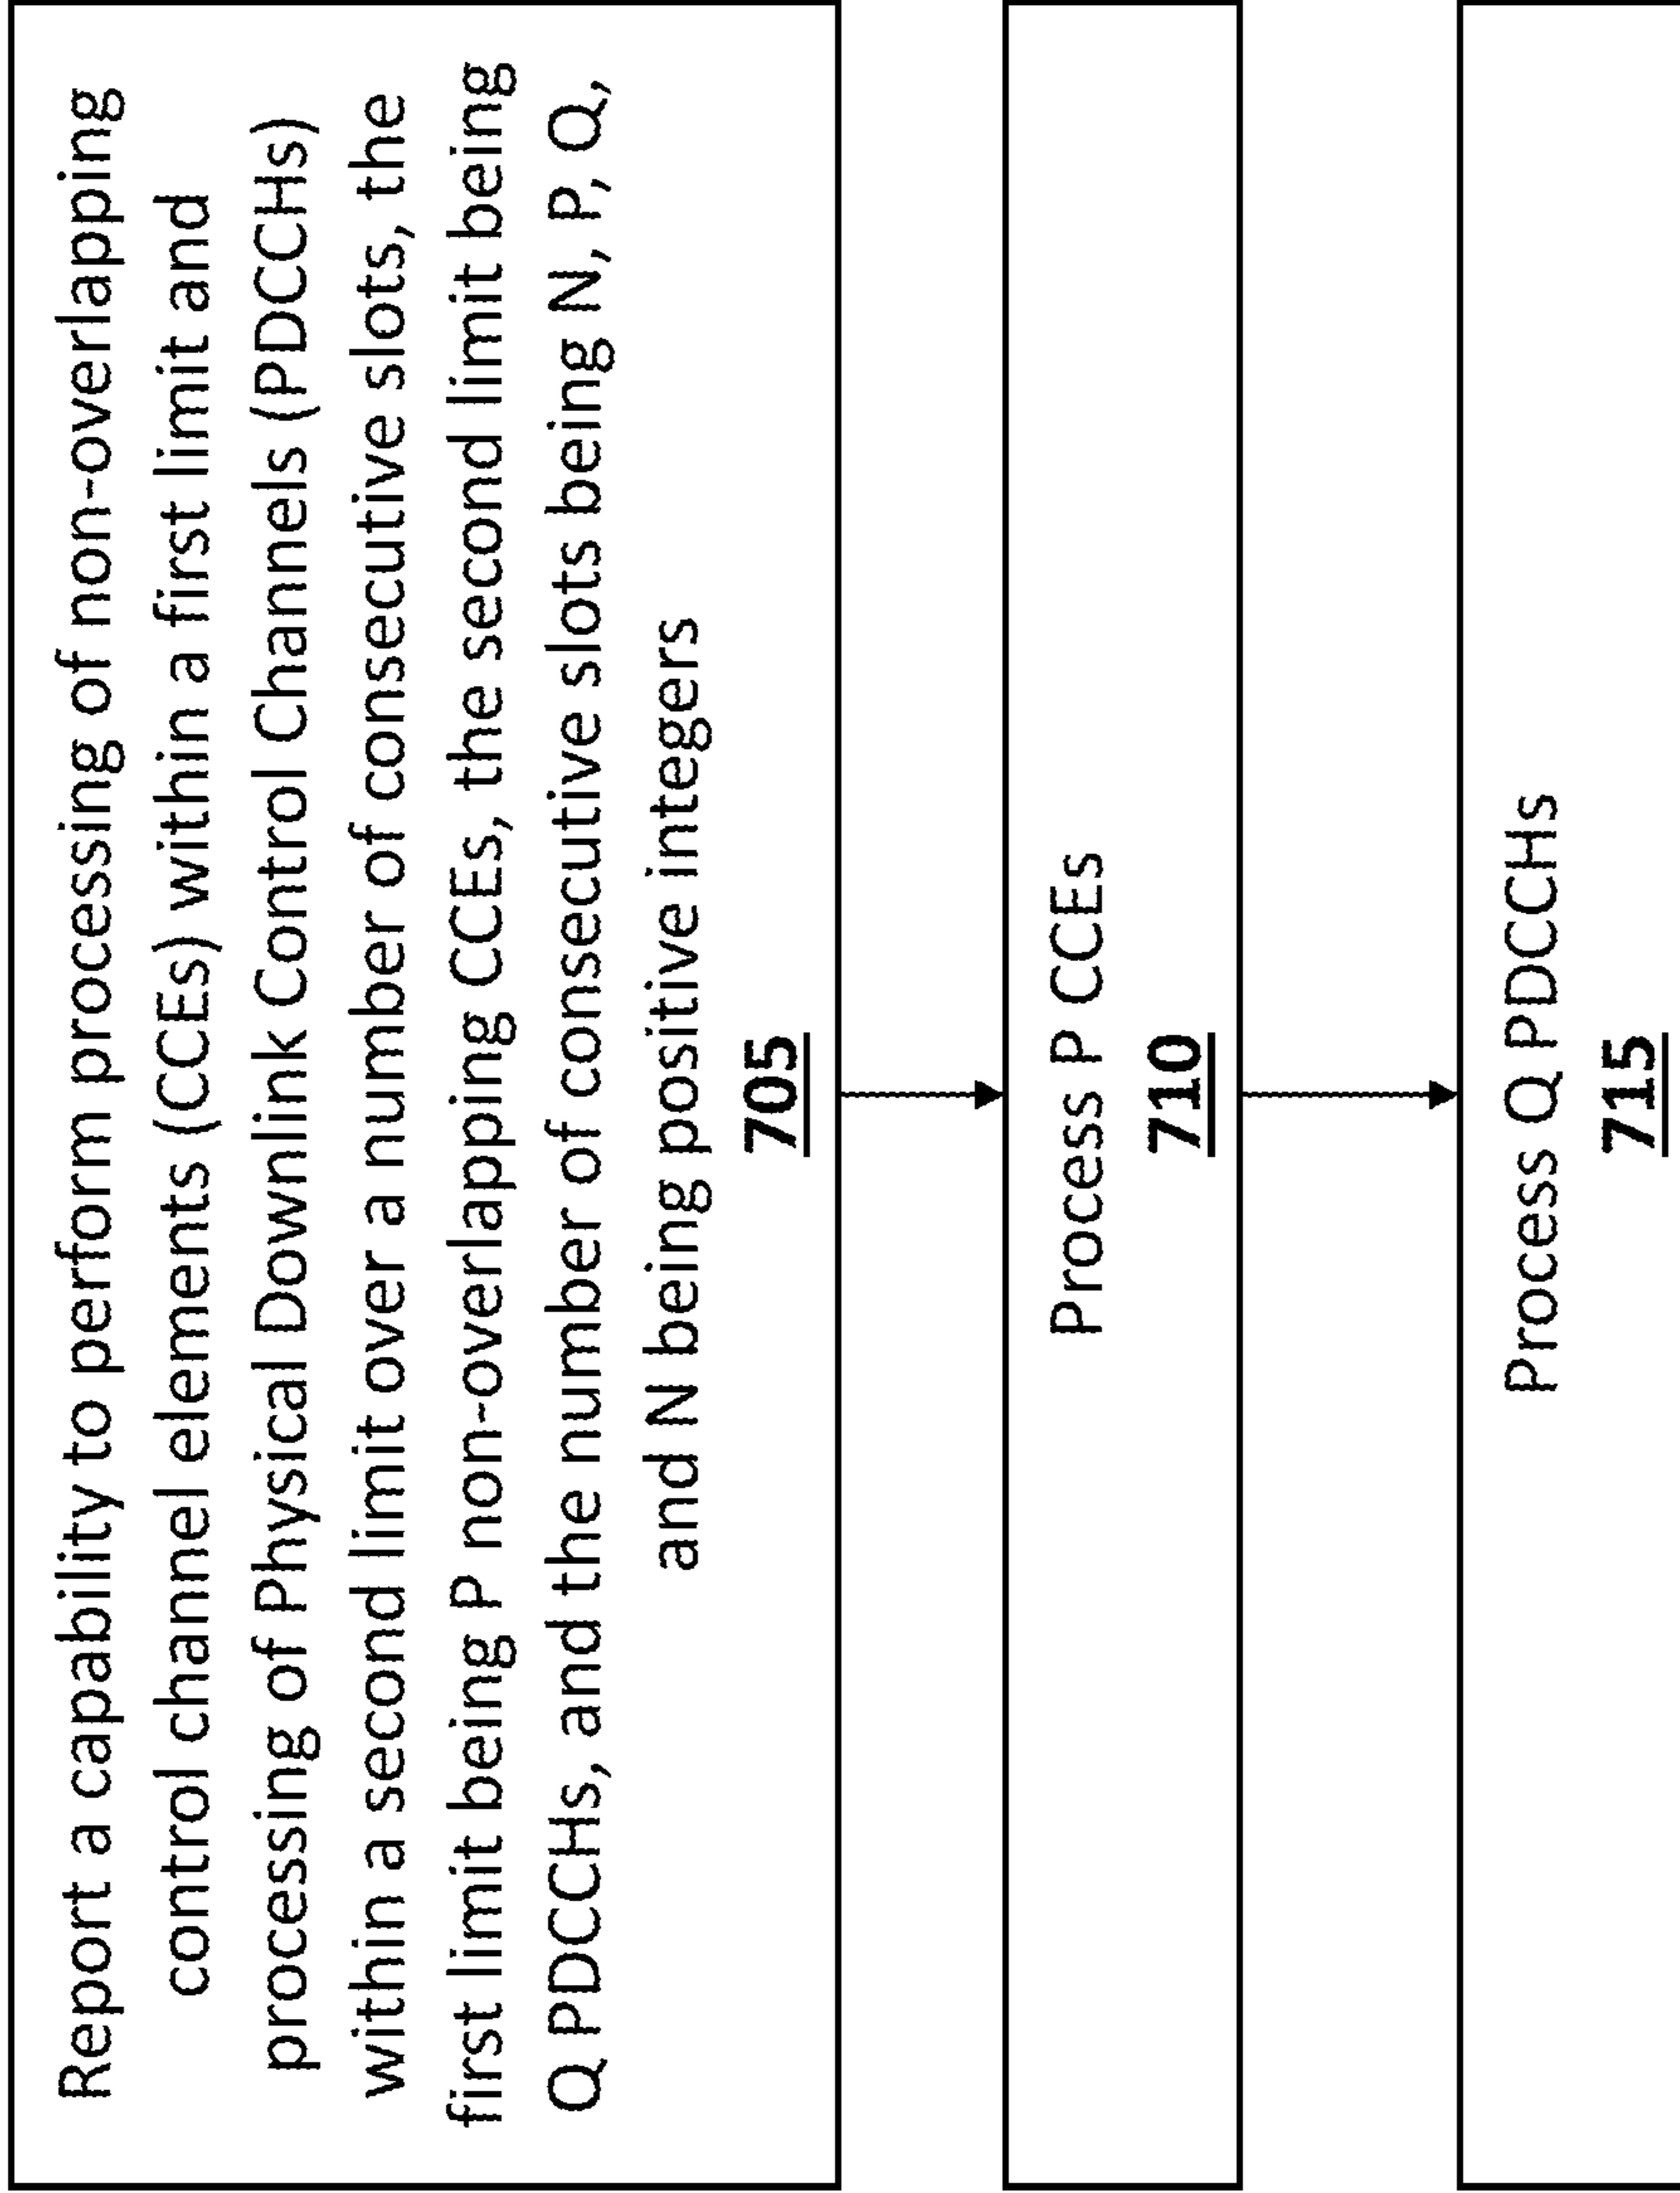 Report a capability to perform processing of non-overlapping
control channel elements (CCEs) within a first limit and
processing of Physical Downlink Control Channels (PDCCHs)
within a second limit over a number of consecutive slots, the
first limit being P non-overlapping CCEs, the second limit being
Q PDCCHs, and the number of consecutive slots being N, P, Q,
and N being positive integers
705
Process P CCEs
710
Process Q PDCCHs
715